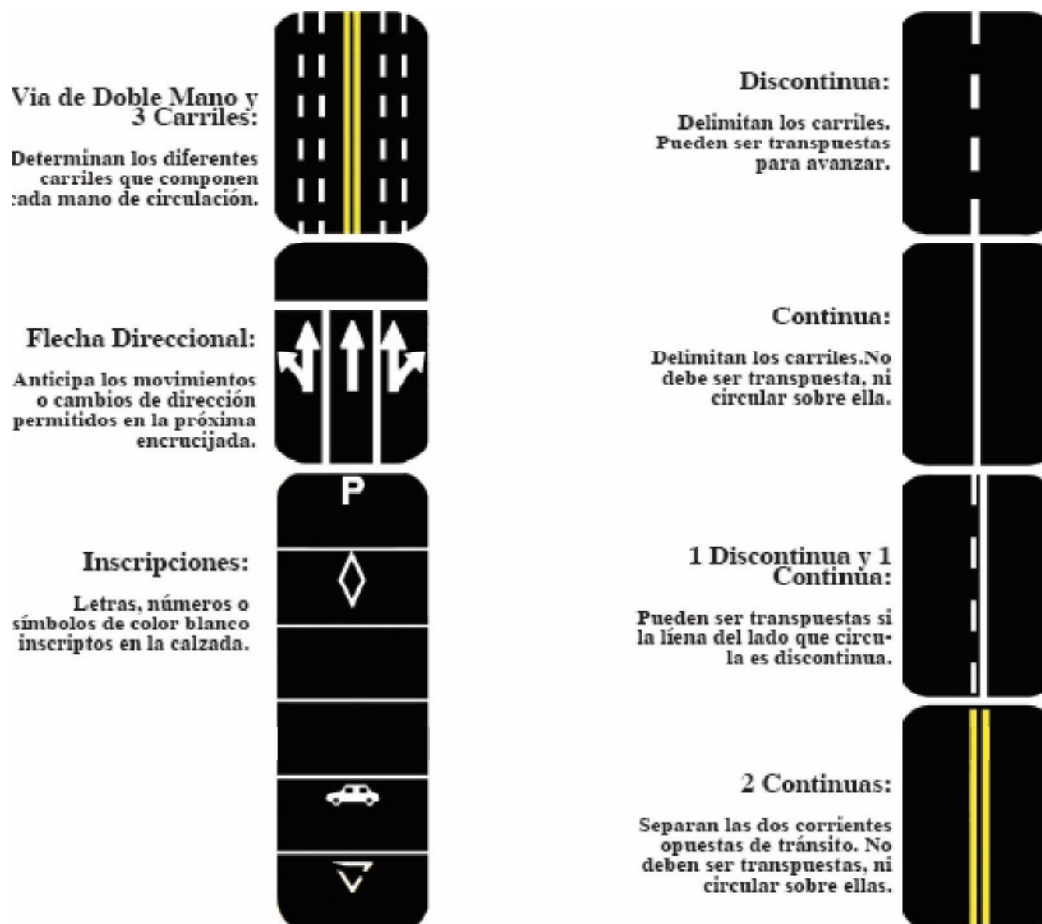 Via de Doble Mano y
3 Carriles:
Determinan los diferentes
carriles que componen
cada mano de circulación.
Flecha Direccional:
Anticipa los movimientos
o cambios de dirección
permitidos en la próxima
encrucijada.
P
Inscripciones:
Letras, números o
símbolos de color blanco
inscriptos en la calzada.
Discontinua:
Delimitan los carriles.
Pueden ser transpuestas
para avanzar.
Continua:
Delimitan los carriles.No
debe ser transpuesta, ni
circular sobre ella.
1 Discontinua y 1
Continua:
Pueden ser transpuestas si
la líena del lado que circu-
la es discontinua.
2 Continuas:
Separan las dos corrientes
opuestas de tránsito. No
deben ser transpuestas, ni
circular sobre ellas.